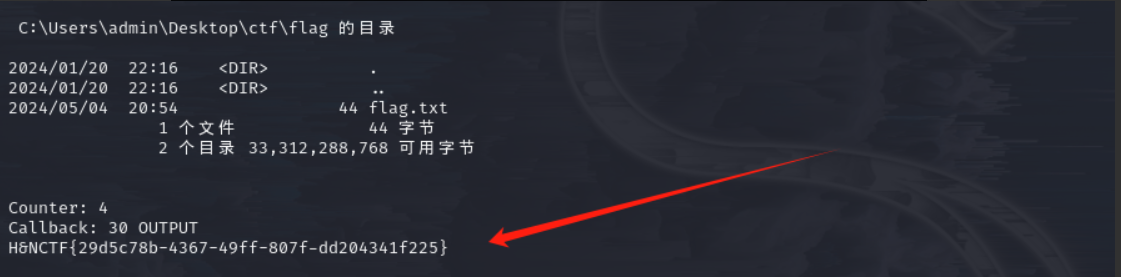 C:\Users\admin\Desktop\ctf\flag 的目录
2024/01/20  22:16    <DIR>          .
2024/01/20  22:16    <DIR>          ..
2024/05/04  20:54                44 flag.txt
1 个文件             44 字节
2 个目录 33,312,288,768 可用字节
Counter: 4
Callback: 30 OUTPUT
H&NCTF{29d5c78b-4367-49ff-807f-dd204341f225}